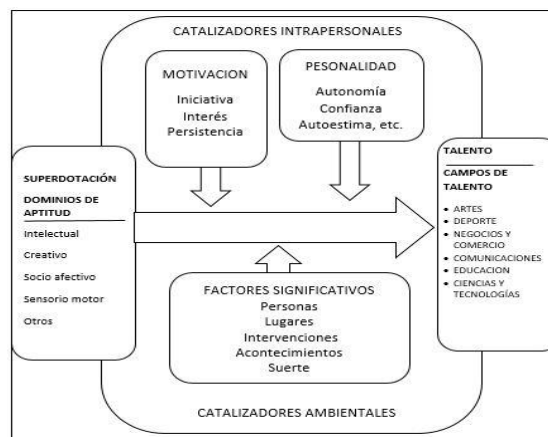 CATALIZADORES INTRAPERSONALES
MOTIVACION
Iniciativa
Interés
Persistencia
PESONALIDAD
Autonomía
Confianza
Autoestima, etc.
SUPERDOTACIÓN
DOMINIOS DE
APTITUD
Intelectual
Creativo
Socio afectivo
Sensorio motor
Otros
TALENTO
CAMPOS DE
TALENTO
• ARTES
• DEPORTE
• NEGOCIOS Y
COMERCIO
• COMUNICACIONES
• EDUCACION
• CIENCIAS Y
TECNOLOGÍAS
FACTORES SIGNIFICATIVOS
Personas
Lugares
Intervenciones
Acontecimientos
Suerte
CATALIZADORES AMBIENTALES